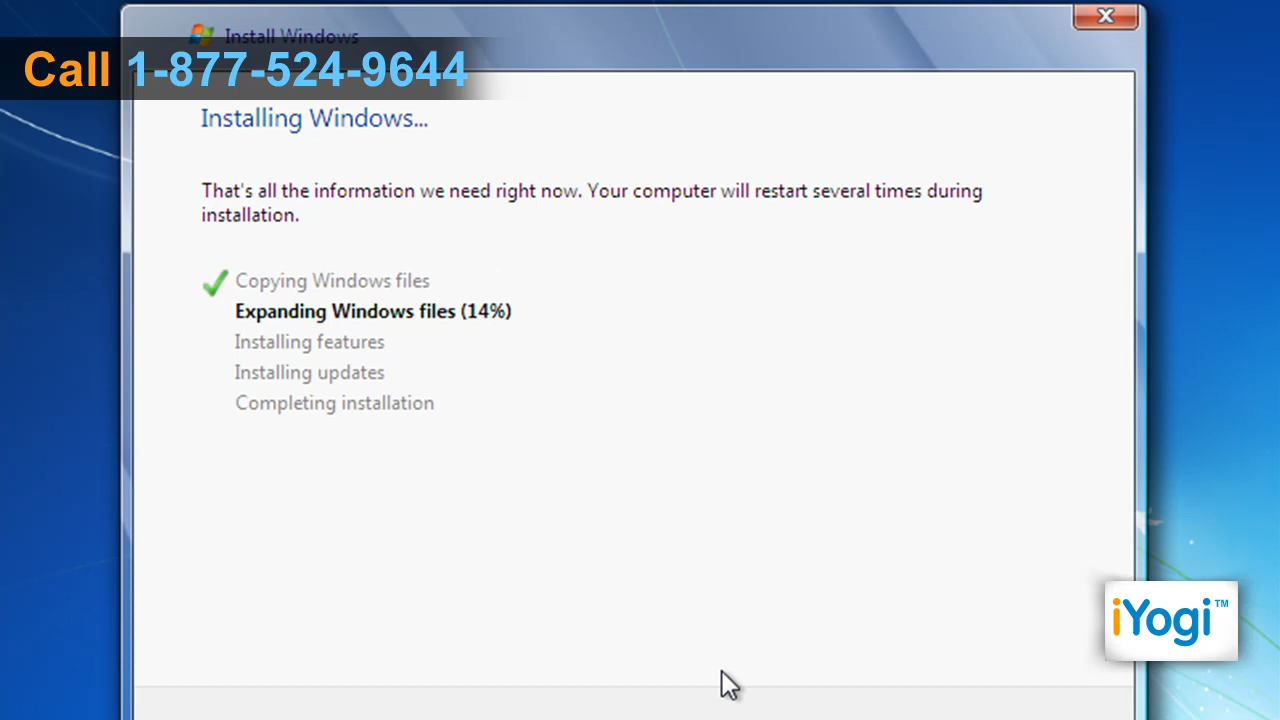 Install Windows
Call 1-877-524-9644
Installing Windows...
That's all the information we need right now. Your computer will restart several times during
installation.
Copying Windows files
Expanding Windows files (14%)
Installing features
Installing updates
Completing installation
iYogi™